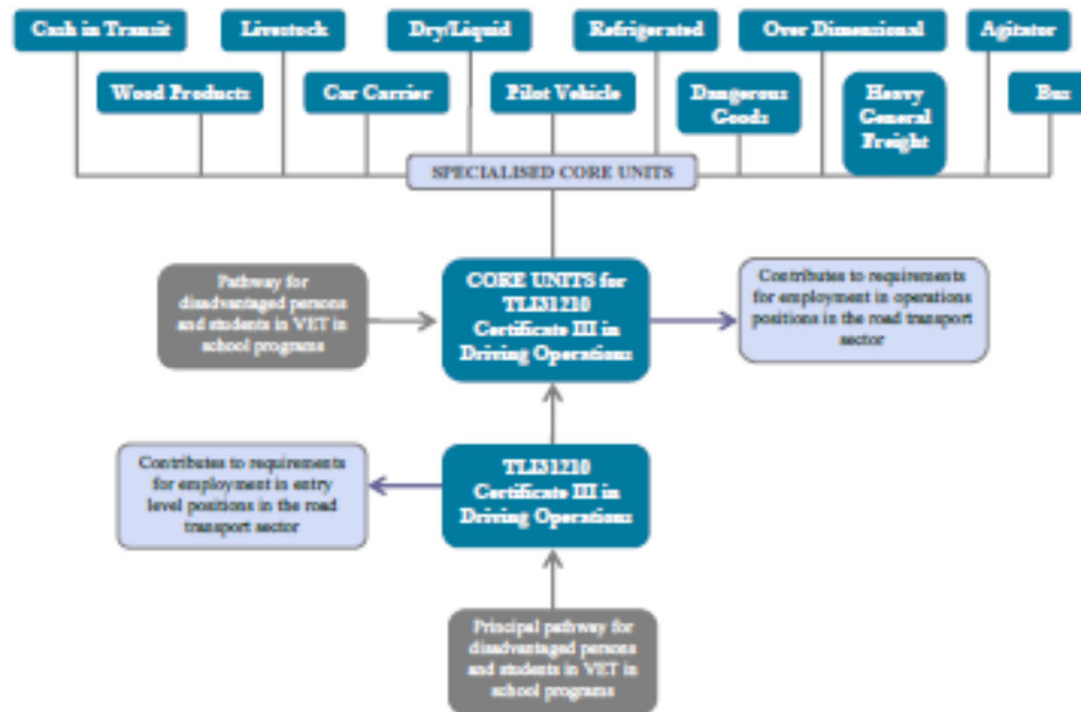 Cash in Transit
Livestock
Dry/Liquid
Refrigerated
Over Dimensional
Agitator
Wood Products
Car Carrier
Pilot Vehicle
Dangerous
Goods
Heavy
General
Freight
Bus
SPECIALISED CORE UNITS
Pathway for
disadvantaged persons
and students in VET in
school programs
CORE UNITS for
TLI31210
Certificate III in
Driving Operations
Contributes to requirements
for employment in operations
positions in the road transport
sector
Contributes to requirements
for employment in entry
level positions in the road
transport sector
TLI31210
Certificate III in
Driving Operations
Principal pathway for
disadvantaged persons
and students in VET in
school programs